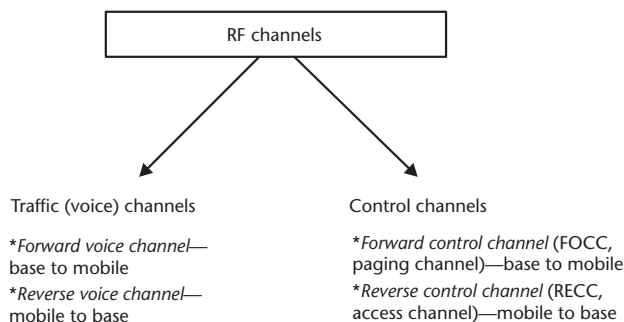 RF channels
Traffic (voice) channels
*Forward voice channel—
base to mobile
*Reverse voice channel—
mobile to base
Control channels
*Forward control channel (FOCC,
paging channel)—base to mobile
*Reverse control channel (RECC,
access channel)—mobile to base